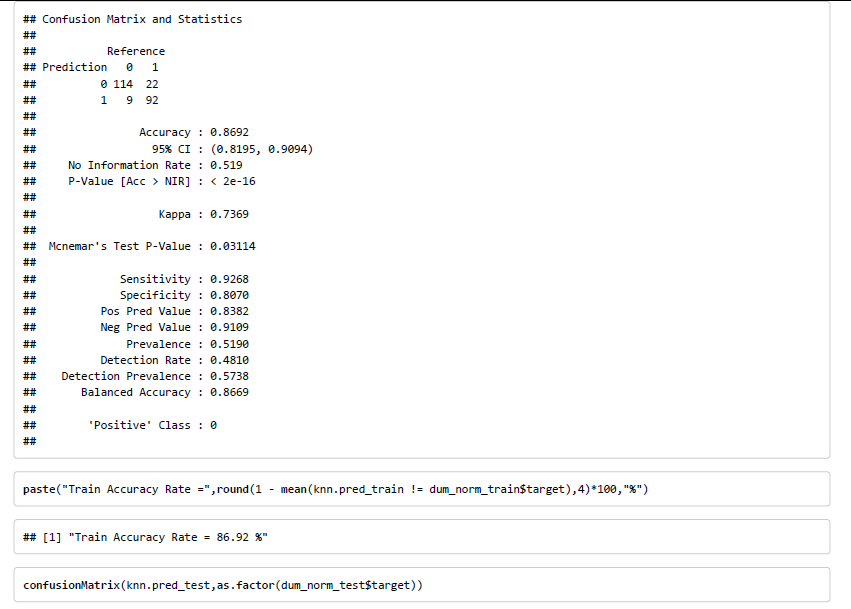 ## Confusion Matrix and Statistics
##
##           Reference
## Prediction   0   1
##          0 114  22
##          1   9  92
##
##                Accuracy : 0.8692
##                  95% CI : (0.8195, 0.9094)
##     No Information Rate : 0.519
##     P-Value [Acc > NIR] : < 2e-16
##
##                   Kappa : 0.7369
##
##  Mcnemar's Test P-Value : 0.03114
##
##             Sensitivity : 0.9268
##             Specificity : 0.8070
##          Pos Pred Value : 0.8382
##          Neg Pred Value : 0.9109
##              Prevalence : 0.5190
##          Detection Rate : 0.4810
##    Detection Prevalence : 0.5738
##       Balanced Accuracy : 0.8669
##
##        'Positive' Class : 0
##
paste("Train Accuracy Rate =",round(1 - mean(knn.pred_train != dum_norm_train$target),4)*100,"%")
## [1] "Train Accuracy Rate = 86.92 %"
confusionMatrix(knn.pred_test,as.factor(dum_norm_test$target))